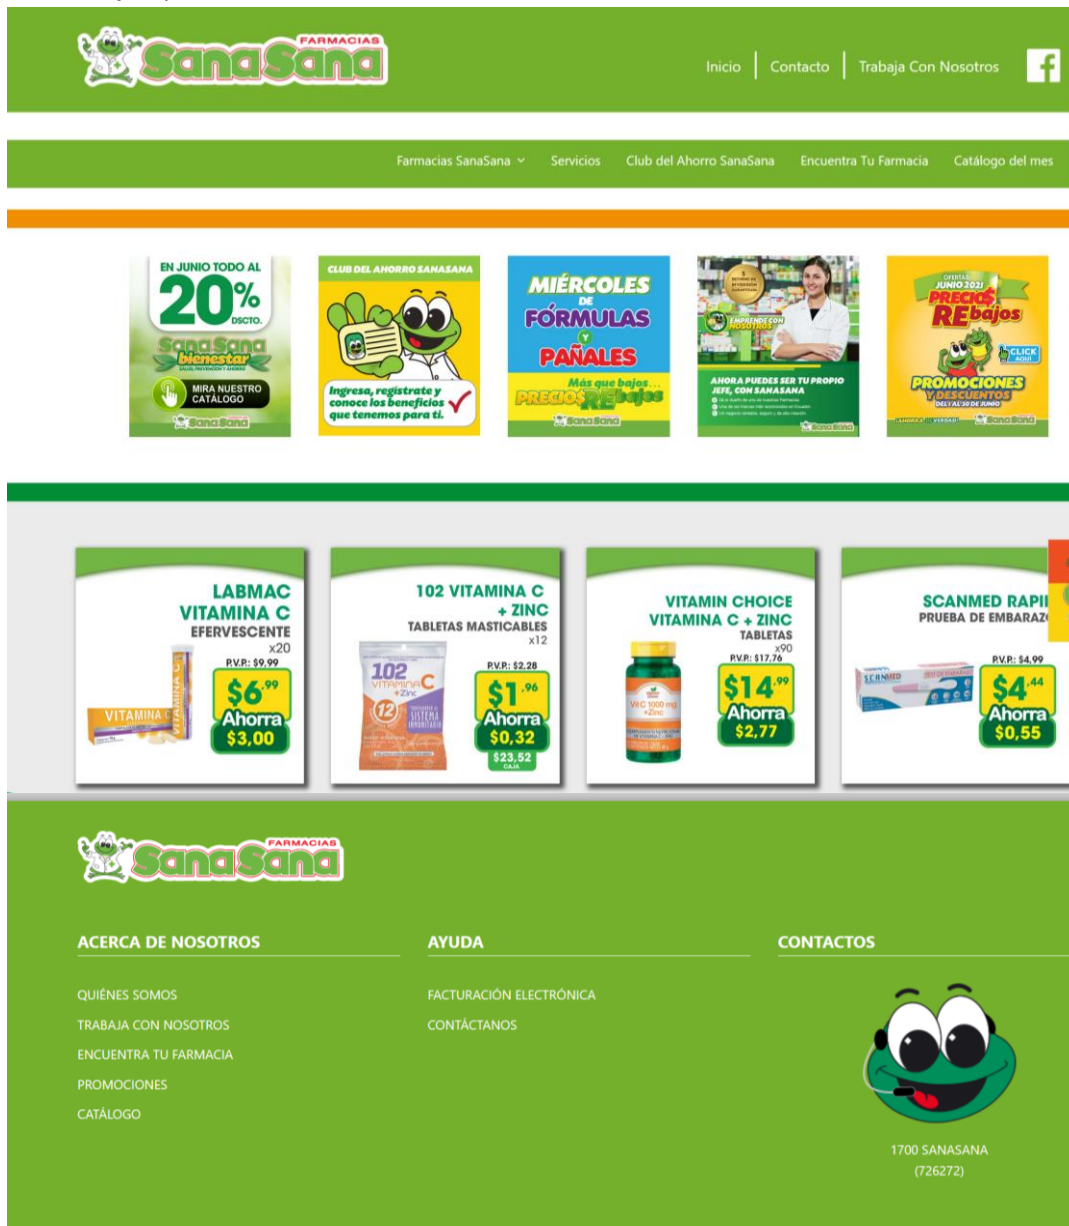 FARMACIAS
SanaSana
Inicio
Contacto
Trabaja Con Nosotros
f
Farmacias SanaSana
Servicios
Club del Ahorro SanaSana
Encuentra Tu Farmacia
Catálogo del mes
EN JUNIO TODO AL
20%
DSCTO.
SanaSana
bienestar
SALUD, PREVENCIÓN Y AHORRO
MIRA NUESTRO
CATÁLOGO
SanaSana
CLUB DEL AHORRO SANASANA
Ingresa, regístrate y
conoce los beneficios
que tenemos para ti.
MIÉRCOLES
DE
FÓRMULAS
Y
PAÑALES
Más que bajos...
PRECIO$ REbajos
SanaSana
EMPRENDE CON
NOSOTROS
AHORA PUEDES SER TU PROPIO
JEFE, CON SANASANA
SanaSana
OFERTAS
JUNIO 2021
PRECIO$
REbajos
CLICK
AQUÍ
PROMOCIONES
Y DESCUENTOS
DEL 1 AL 30 DE JUNIO
SanaSana
LABMAC
VITAMINA C
EFERVESCENTE
x20
P.V.P.: $9,99
$6.99
Ahorra
$3,00
VITAMINA C
VITAMINA C
102 VITAMINA C
+ ZINC
TABLETAS MASTICABLES
x12
P.V.P.: $2,28
$1.96
Ahorra
$0,32
$23,52
CAJA
102
VITAMINA C
+Zinc
12
SISTEMA
INMUNITARIO
VITAMIN CHOICE
VITAMINA C + ZINC
TABLETAS
x90
P.V.P.: $17,76
$14.99
Ahorra
$2,77
Vit C 1000 mg
+Zinc
SCANMED RAPI
PRUEBA DE EMBARAZ
P.V.P.: $4,99
$4.44
Ahorra
$0,55
SCANMED
FARMACIAS
SanaSana
ACERCA DE NOSOTROS
QUIÉNES SOMOS
TRABAJA CON NOSOTROS
ENCUENTRA TU FARMACIA
PROMOCIONES
CATÁLOGO
AYUDA
FACTURACIÓN ELECTRÓNICA
CONTÁCTANOS
CONTACTOS
1700 SANASANA
(726272)